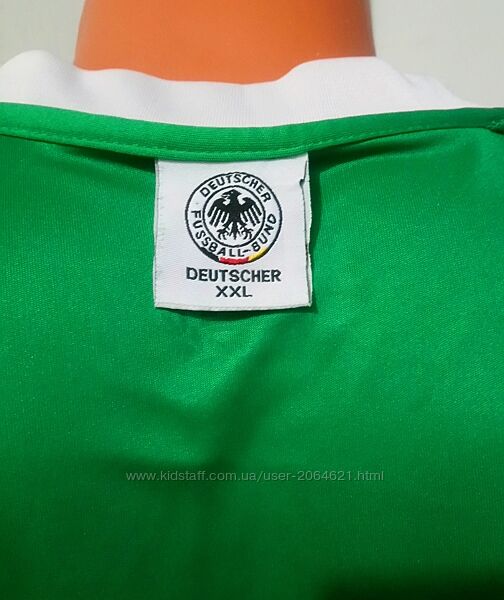 DEUTSCHER
FUSSBALL-BUND
DEUTSCHER
XXL
www.kidstaff.com.ua/user-2064621.html